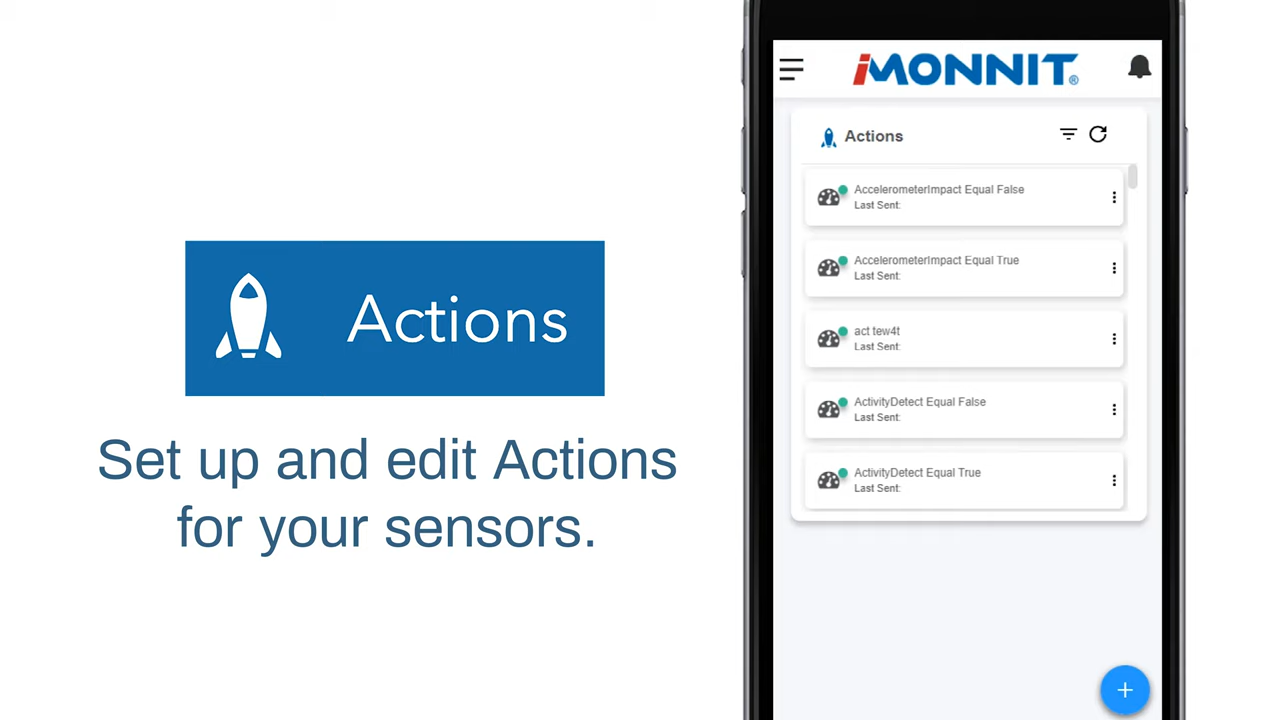 Actions
Set up and edit Actions
for your sensors.
iMONNIT®
Actions
AccelerometerImpact Equal False
Last Sent:
AccelerometerImpact Equal True
Last Sent:
act tew4t
Last Sent:
ActivityDetect Equal False
Last Sent:
ActivityDetect Equal True
Last Sent: